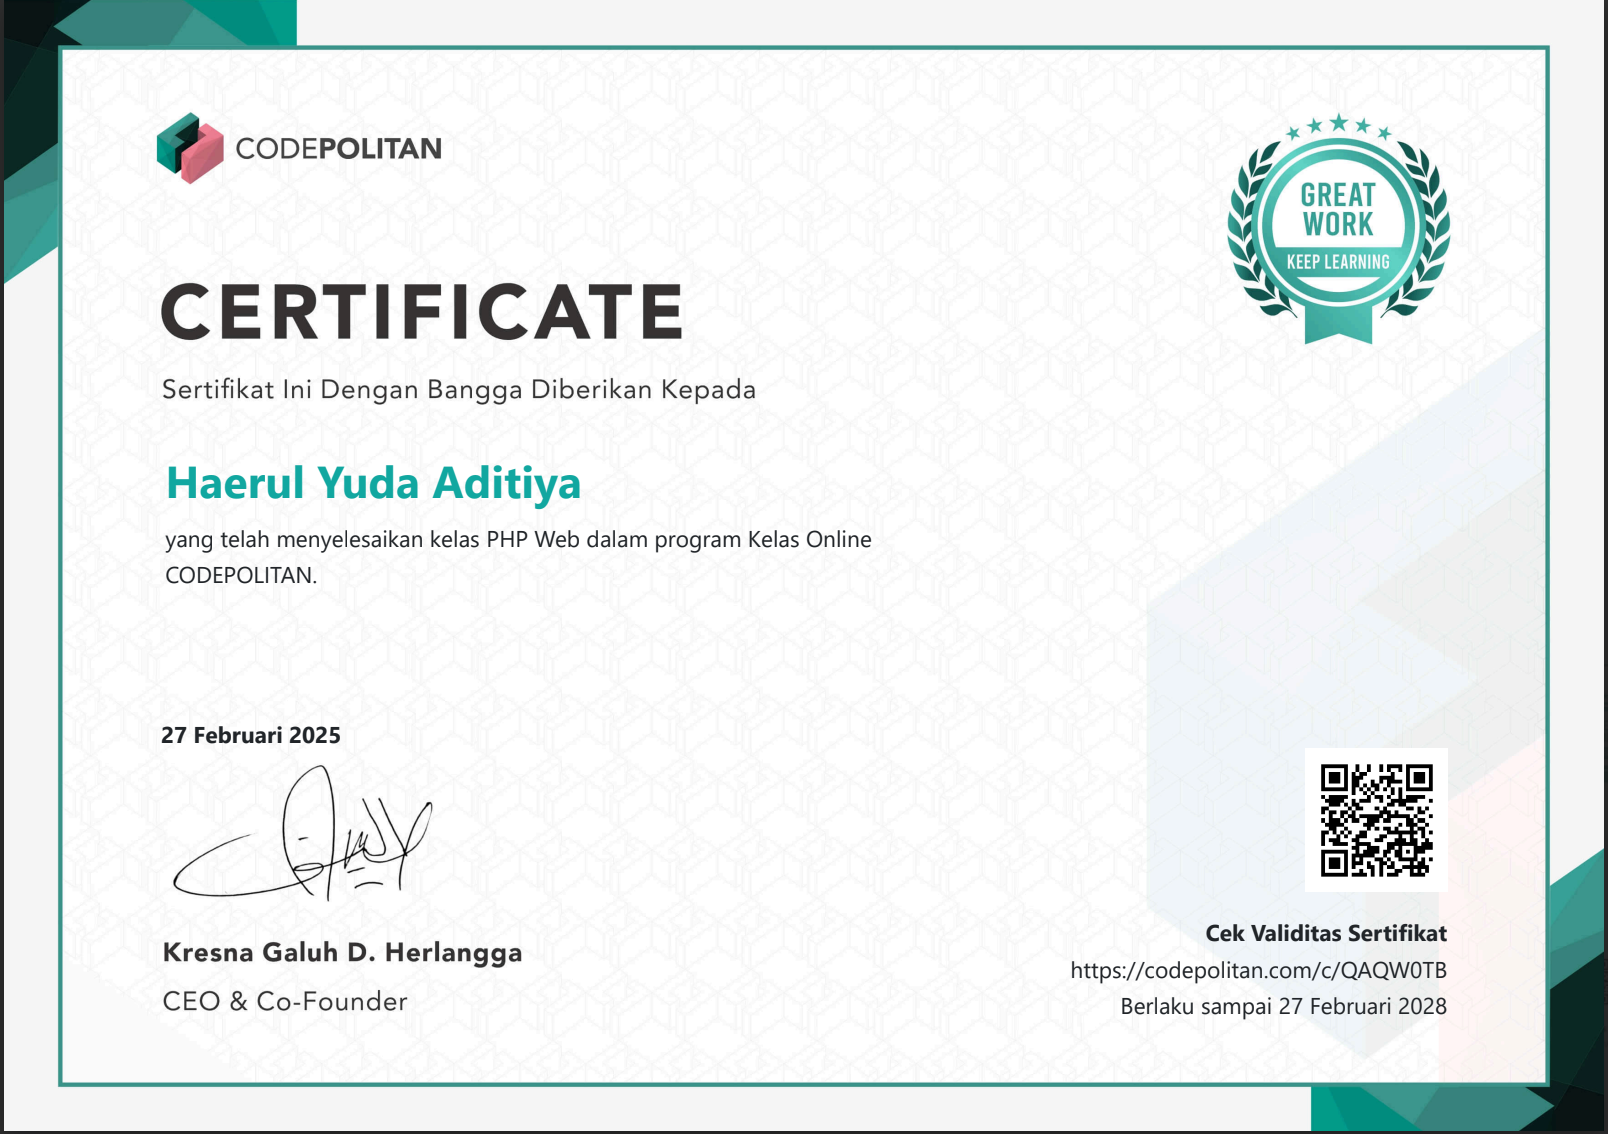 CODEPOLITAN
GREAT
WORK
KEEP LEARNING
CERTIFICATE
Sertifikat Ini Dengan Bangga Diberikan Kepada
Haerul Yuda Aditiya
yang telah menyelesaikan kelas PHP Web dalam program Kelas Online
CODEPOLITAN.
27 Februari 2025
Kresna Galuh D. Herlangga
CEO & Co-Founder
Cek Validitas Sertifikat
https://codepolitan.com/c/QAQW0TB
Berlaku sampai 27 Februari 2028